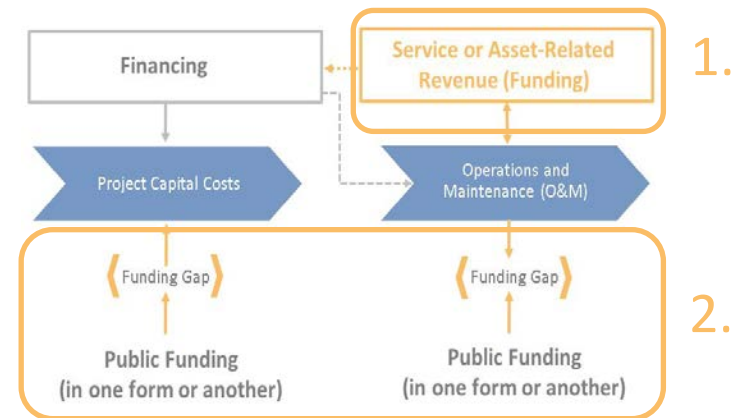 Financing
Service or Asset-Related
Revenue (Funding)
1.
Project Capital Costs
Operations and
Maintenance (O&M)
Funding Gap
Funding Gap
2.
Public Funding
(in one form or another)
Public Funding
(in one form or another)